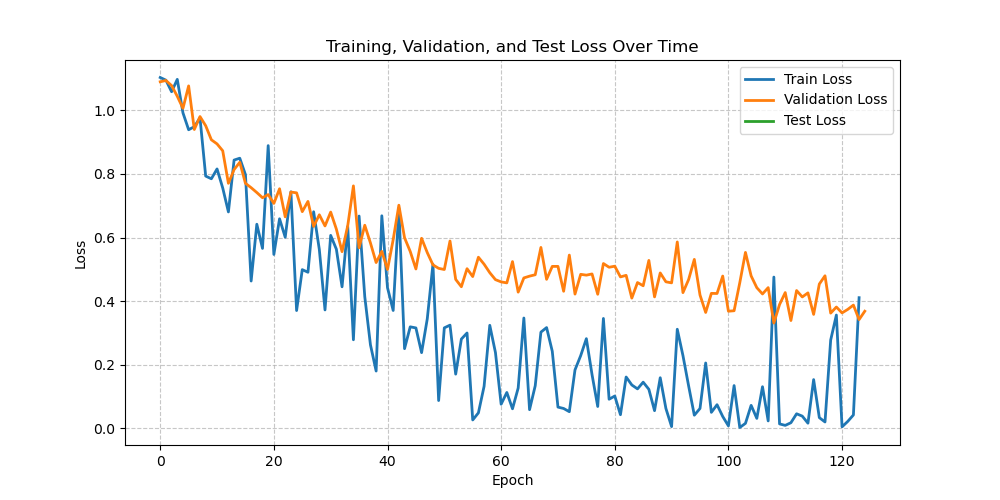 Training, Validation, and Test Loss Over Time
Train Loss
Validation Loss
Test Loss
1.0
0.8
0.6
0.4
0.2
0.0
Loss
0 20 40 60 80 100 120
Epoch